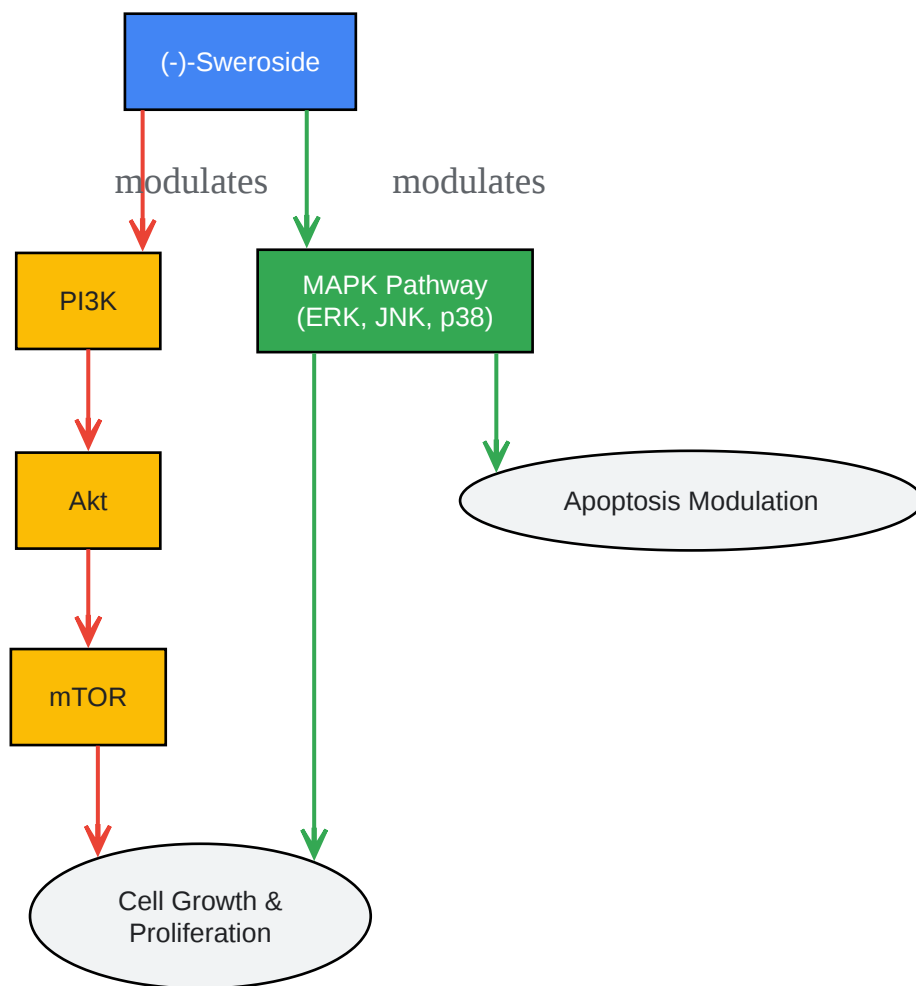 (-)-Sweroside
modulates
modulates
PI3K
MAPK Pathway
(ERK, JNK, p38)
Akt
Apoptosis Modulation
mTOR
Cell Growth &
Proliferation